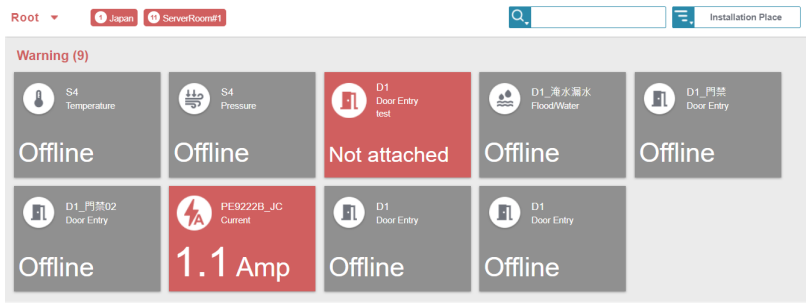 Root
1 Japan
11 ServerRoom#1
Installation Place
Warning (9)
S4
Temperature
Offline
S4
Pressure
Offline
D1
Door Entry
test
Not attached
D1_淹水漏水
Flood/Water
Offline
D1_門禁
Door Entry
Offline
D1_門禁02
Door Entry
Offline
A
PE9222B_JC
Current
1.1 Amp
D1
Door Entry
Offline
D1
Door Entry
Offline